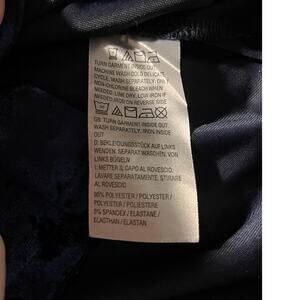 TURN GARMENT INSIDE OUT
MACHINE WASH COLD DELICATE
CYCLE. WASH SEPARATELY. ONLY
NON-CHLORINE BLEACH WHEN
NEEDED. LINE DRY. LOW IRON IF
NEEDED IRON ON REVERSE SIDE
GB: TURN GARMENT INSIDE OUT.
WASH SEPARATELY. IRON INSIDE
OUT
D: BEKLEIDUNGSSTÜCK AUF LINKS
WENDEN. SEPARAT WASCHEN. VON
LINKS BÜGELN
I: METTER IL CAPO AL ROVESCIO.
LAVARE SEPARATAMENTE. STIRARE
AL ROVESCIO
POLYESTER / POLYESTER /
POLYESTER / POLIESTERE
5% SPANDEX / ELASTANE /
ELASTHAN / ELASTAN